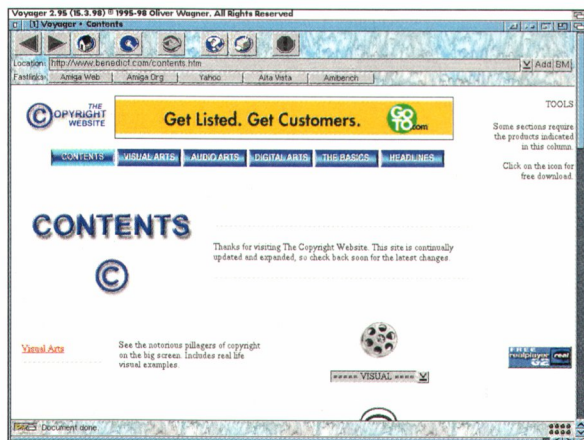 Voyager 2.95 (15.3.98) © 1995-98 Oliver Wagner. All Rights Reserved
[1] Voyager • Contents
Location: http://www.benedict.com/contents.htm
Add BM
Fastlinks: Amiga Web Amiga Org Yahoo Alta Vista Amibench
THE
COPYRIGHT
WEBSITE
Get Listed. Get Customers.
GO
TO.com
TOOLS
Some sections require
the products indicated
in this column.
Click on the icon for
free download.
CONTENTS VISUAL ARTS AUDIO ARTS DIGITAL ARTS THE BASICS HEADLINES
CONTENTS
©
Thanks for visiting The Copyright Website. This site is continually
updated and expanded, so check back soon for the latest changes.
Visual Arts
See the notorious pillagers of copyright
on the big screen. Includes real life
visual examples.
===== VISUAL =====
FREE
realplayer real
G2
Document done